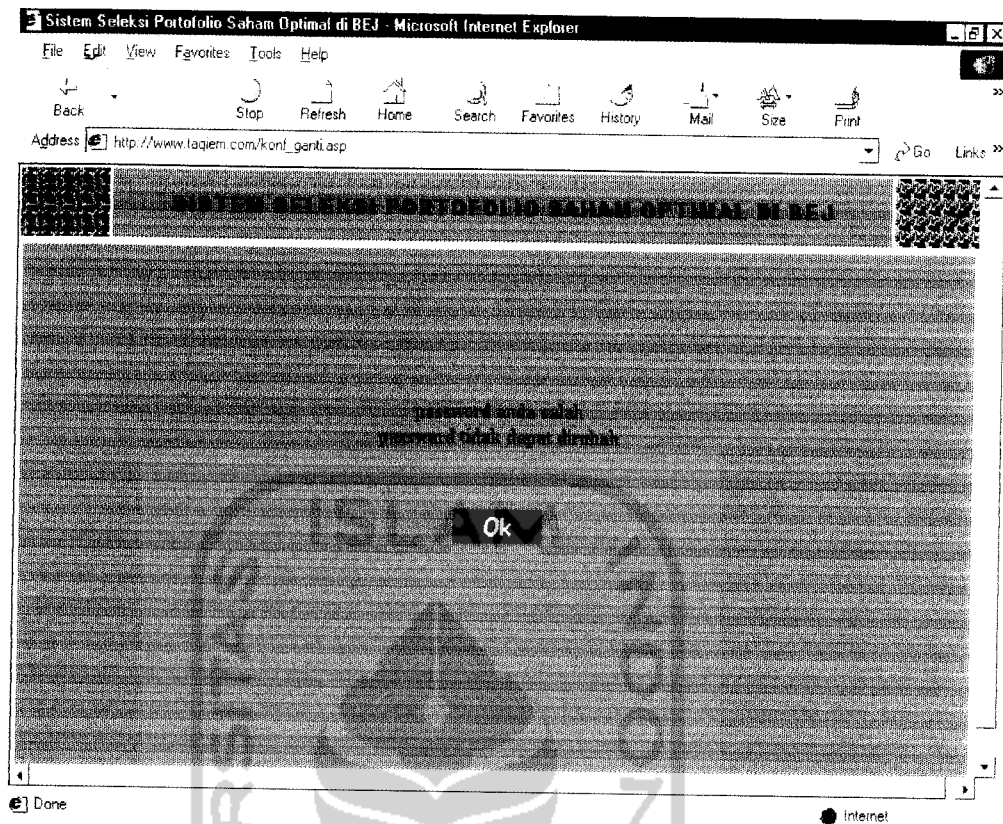 Sistem Seleksi Portofolio Saham Optimal di BEJ - Microsoft Internet Explorer
File Edit View Favorites Tools Help
Back Stop Refresh Home Search Favorites History Mail Size Print
Address http://www.taqiem.com/konf_ganti.asp Go Links »
SISTEM SELEKSI PORTOFOLIO SAHAM OPTIMAL DI BEJ
password anda salah
password tidak dapat dirubah
Ok
ISLAM
Done
Internet